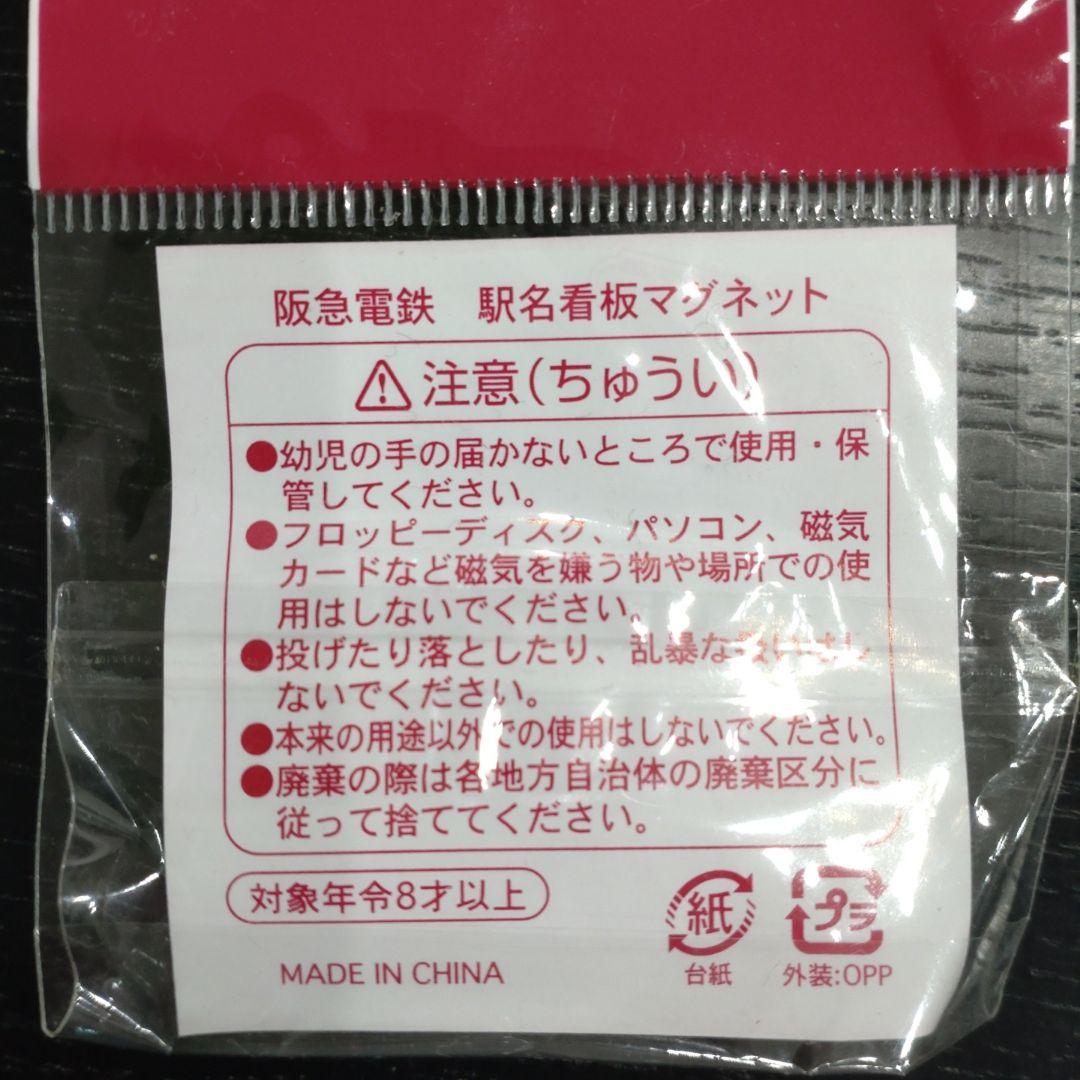 阪急電鉄　駅名看板マグネット
注意(ちゅうい)
●幼児の手の届かないところで使用・保
管してください。
●フロッピーディスク、パソコン、磁気
カードなど磁気を嫌う物や場所での使
用はしないでください。
●投げたり落としたり、乱暴な扱いはし
ないでください。
●本来の用途以外での使用はしないでください。
●廃棄の際は各地方自治体の廃棄区分に
従って捨ててください。
対象年令8才以上
紙
プラ
台紙
外装:OPP
MADE IN CHINA